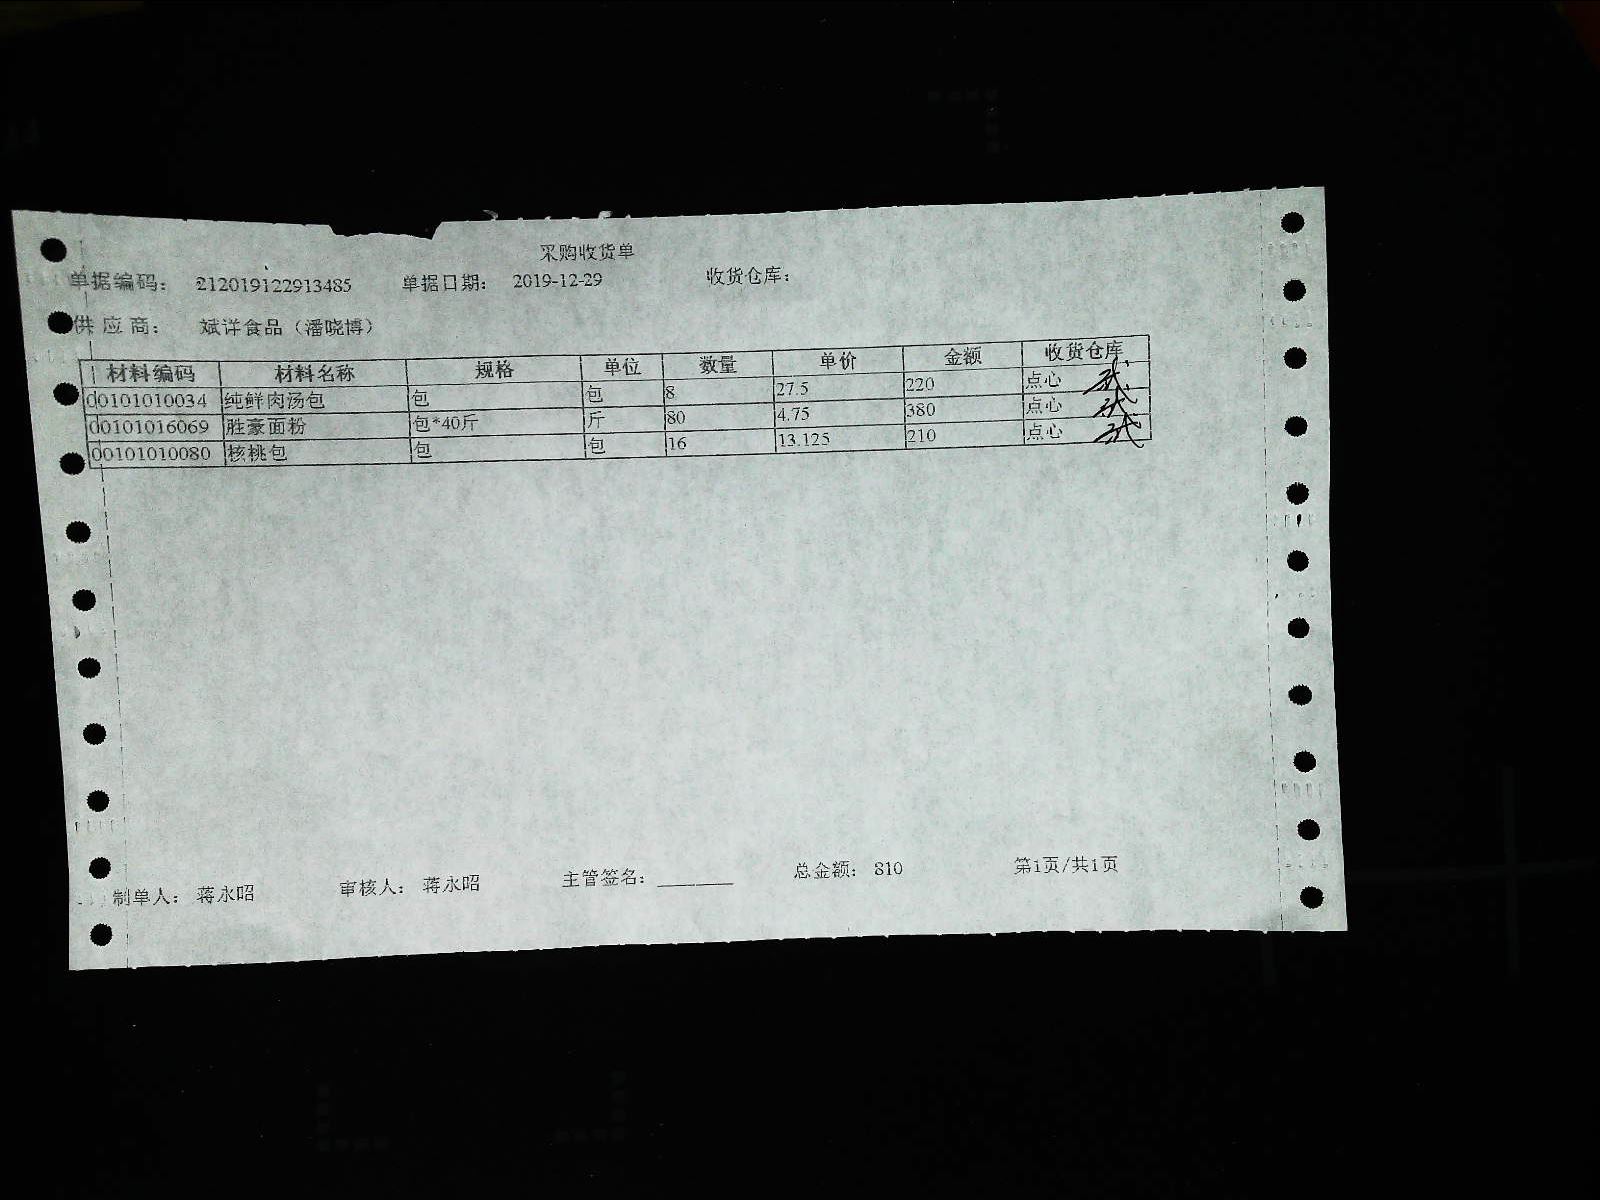 采购收货单
单据编码： 212019122913485 单据日期： 2019-12-29 收货仓库：
供应商： 斌详食品（潘晓博）
材料编码 材料名称 规格 单位 数量 单价 金额 收货仓库
00101010034 纯鲜肉汤包 包 包 8 27.5 220 点心
00101016069 胜豪面粉 包*40斤 斤 80 4.75 380 点心
00101010080 核桃包 包 包 16 13.125 210 点心
制单人： 蒋永昭 审核人： 蒋永昭 主管签名：________ 总金额： 810 第1页/共1页